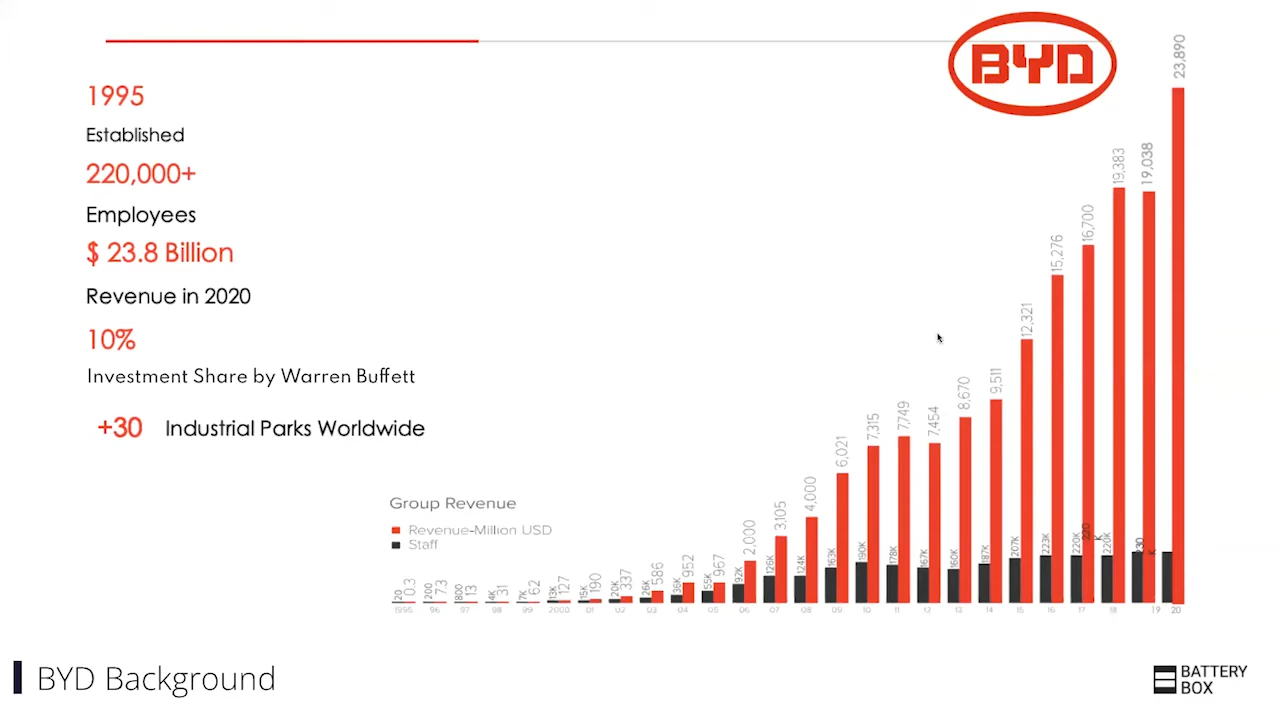 BYD
1995
Established
220,000+
Employees
$ 23.8 Billion
Revenue in 2020
10%
Investment Share by Warren Buffett
+30 Industrial Parks Worldwide
Group Revenue
Revenue-Million USD
Staff
20 0.3 200 73 800 13 4K 31 7K 62 13K 127 15K 190 20K 337 26K 586 36K 952 55K 967 92K 2,000 126K 3,105 124K 4,000 163K 6,021 190K 7,315 178K 7,749 167K 7,454 160K 8,670 187K 9,511 207K 12,321 223K 15,276 220K 16,700 220K 220K 19,383 230K 19,038 23,890
1995 96 97 98 99 2000 01 02 03 04 05 06 07 08 09 10 11 12 13 14 15 16 17 18 19 20
BYD Background
BATTERY
BOX